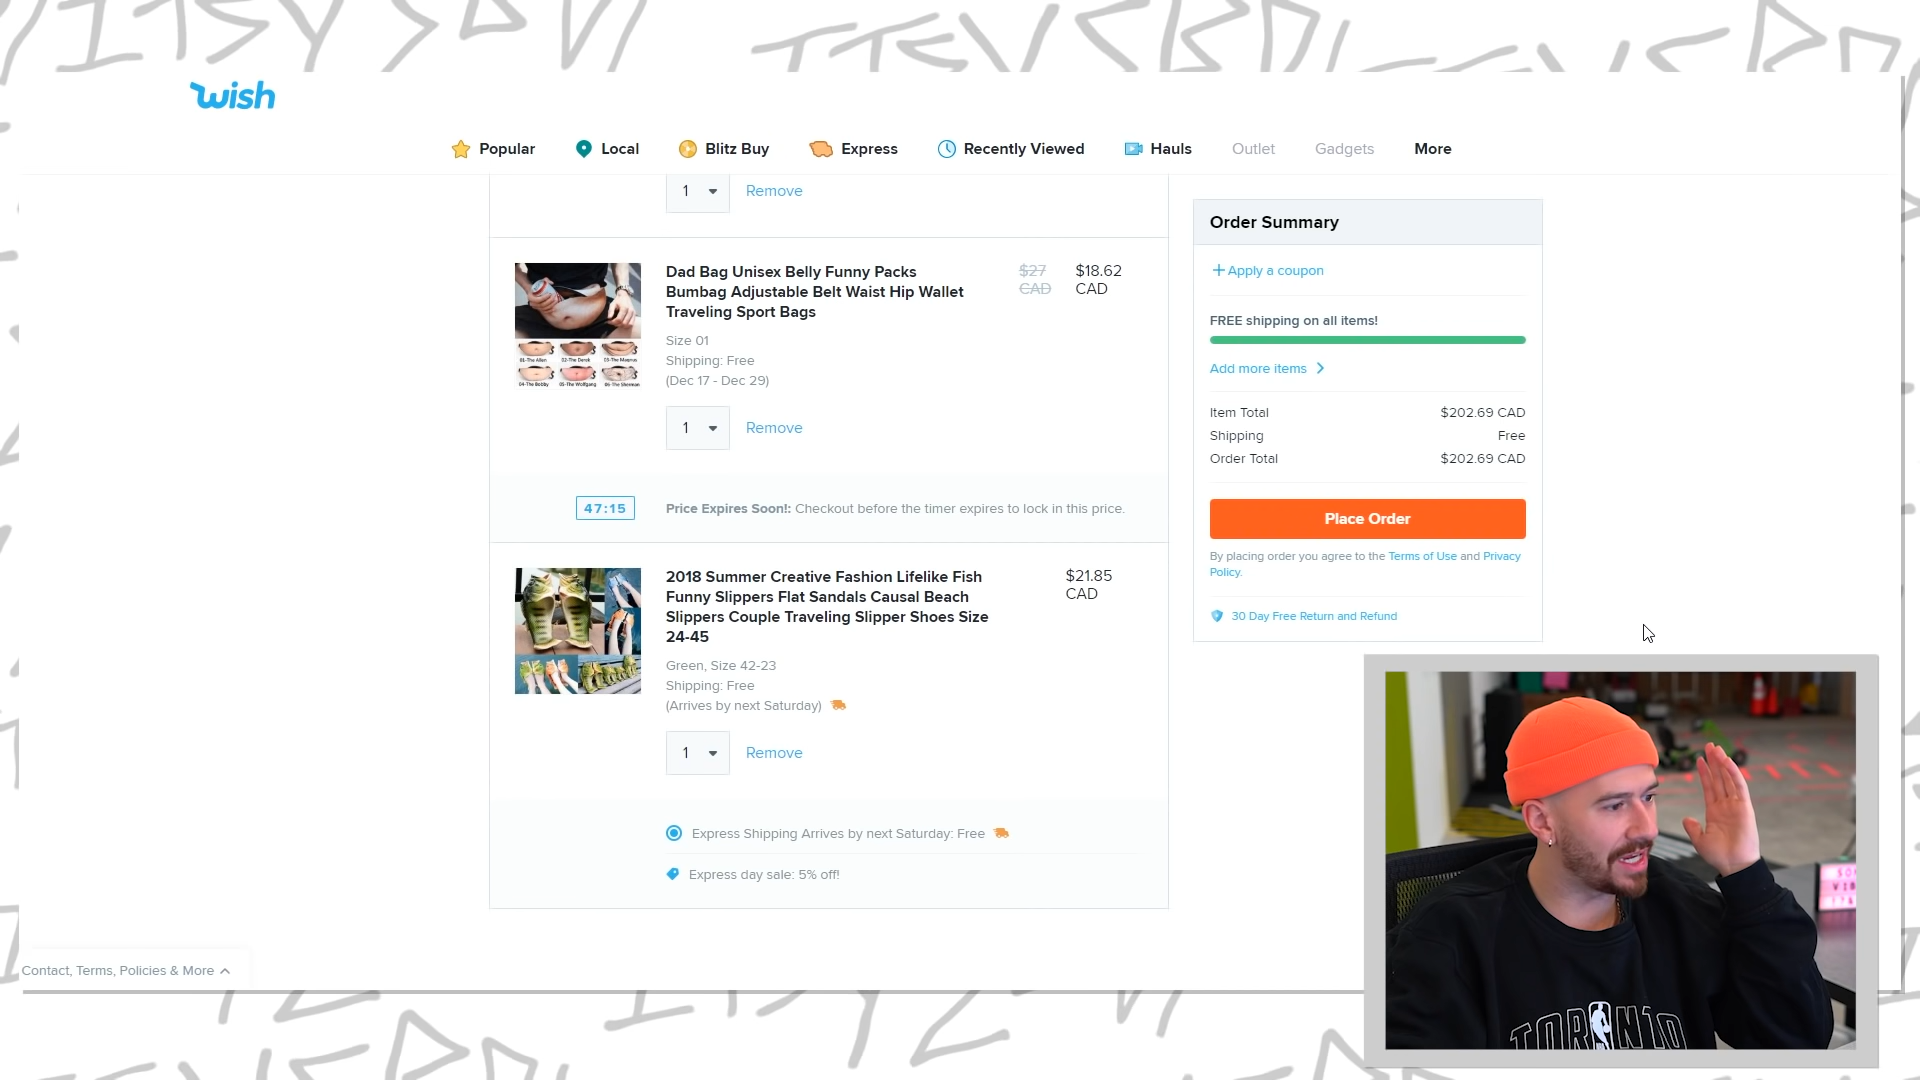 wish
Popular
Local
Blitz Buy
Express
Recently Viewed
Hauls
Outlet
Gadgets
More
1
Remove
Dad Bag Unisex Belly Funny Packs
Bumbag Adjustable Belt Waist Hip Wallet
Traveling Sport Bags
$27
CAD
$18.62
CAD
Size 01
Shipping: Free
(Dec 17 - Dec 29)
1
Remove
47:15
Price Expires Soon!: Checkout before the timer expires to lock in this price.
2018 Summer Creative Fashion Lifelike Fish
Funny Slippers Flat Sandals Causal Beach
Slippers Couple Traveling Slipper Shoes Size
24-45
$21.85
CAD
Green, Size 42-23
Shipping: Free
(Arrives by next Saturday)
1
Remove
Express Shipping Arrives by next Saturday: Free
Express day sale: 5% off!
Order Summary
+ Apply a coupon
FREE shipping on all items!
Add more items
Item Total $202.69 CAD
Shipping Free
Order Total $202.69 CAD
Place Order
By placing order you agree to the Terms of Use and Privacy
Policy.
30 Day Free Return and Refund
Contact, Terms, Policies & More
TORONTO